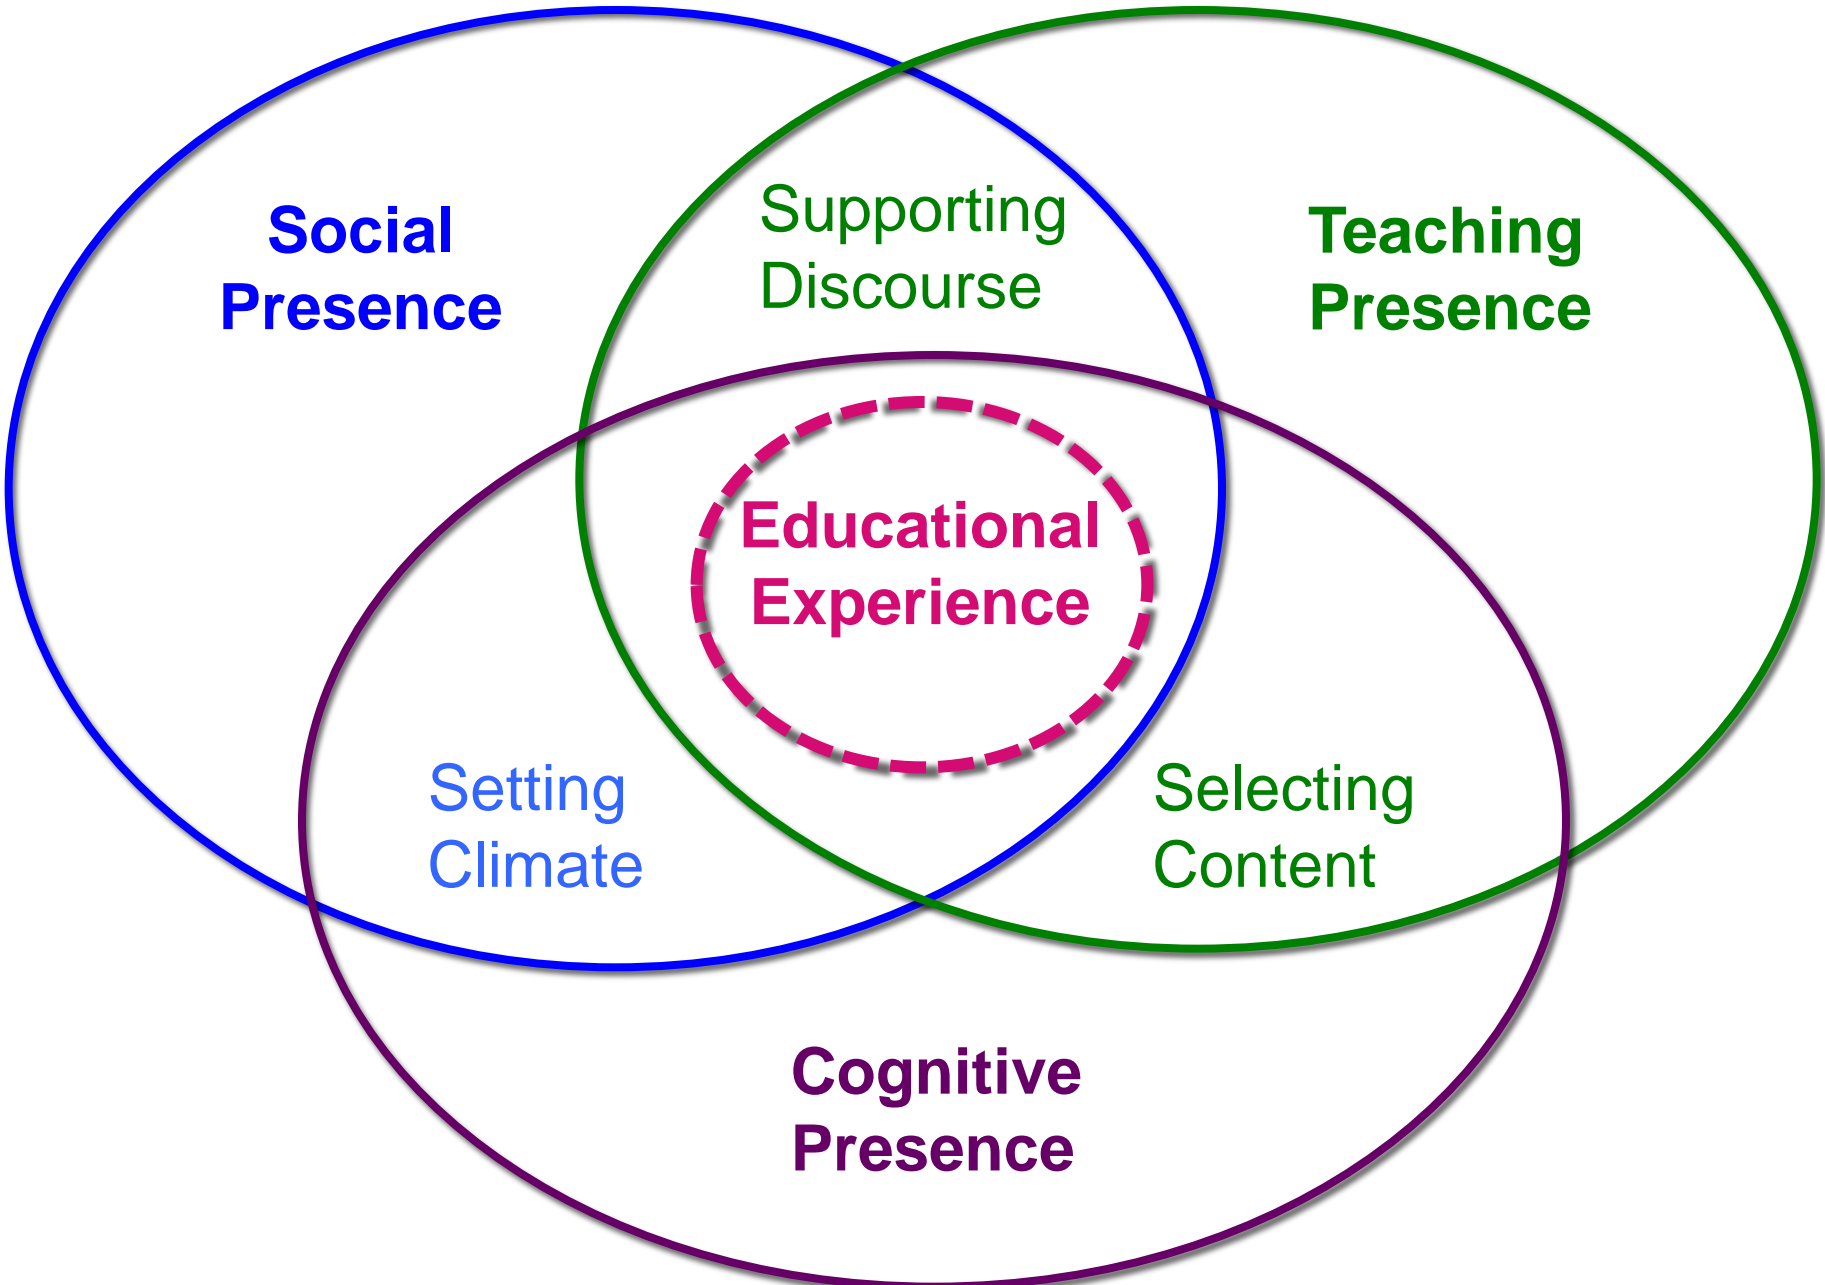 Social
Presence
Supporting
Discourse
Teaching
Presence
Educational
Experience
Setting
Climate
Selecting
Content
Cognitive
Presence